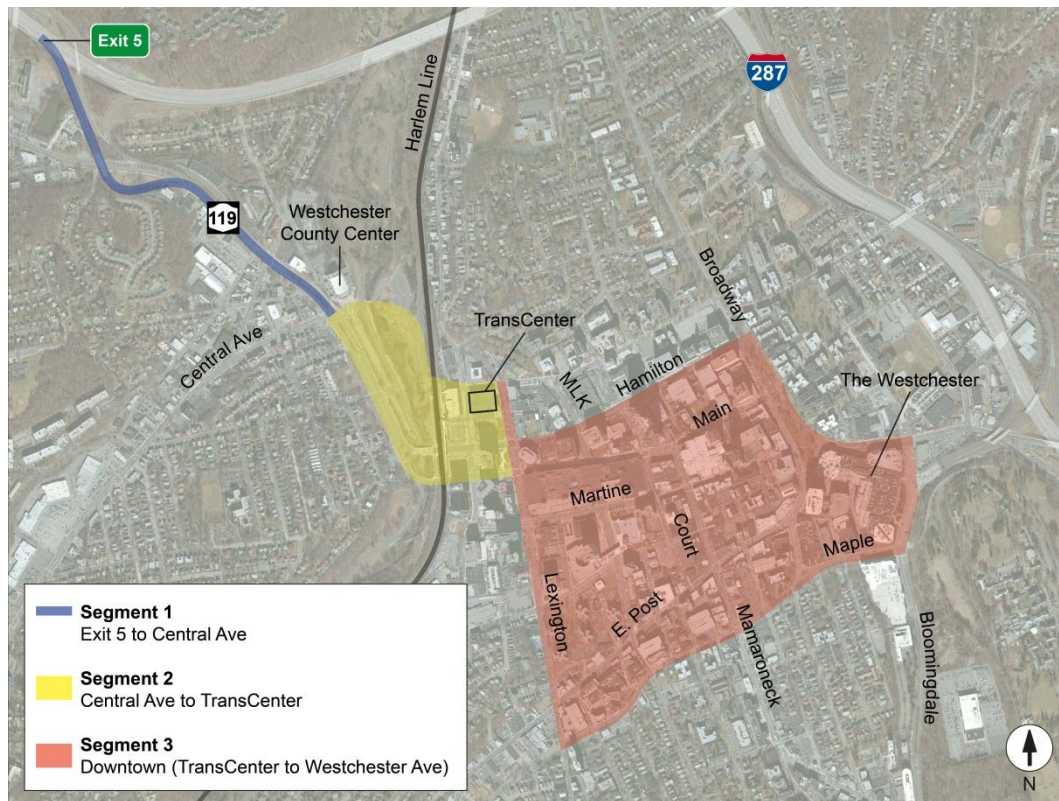 Exit 5
287
Harlem Line
119
Westchester
County Center
Broadway
TransCenter
Central Ave
MLK
Hamilton
The Westchester
Main
Martine
Court
Maple
Lexington
E. Post
Mamaroneck
Bloomingdale
Segment 1
Exit 5 to Central Ave
Segment 2
Central Ave to TransCenter
Segment 3
Downtown (TransCenter to Westchester Ave)
N